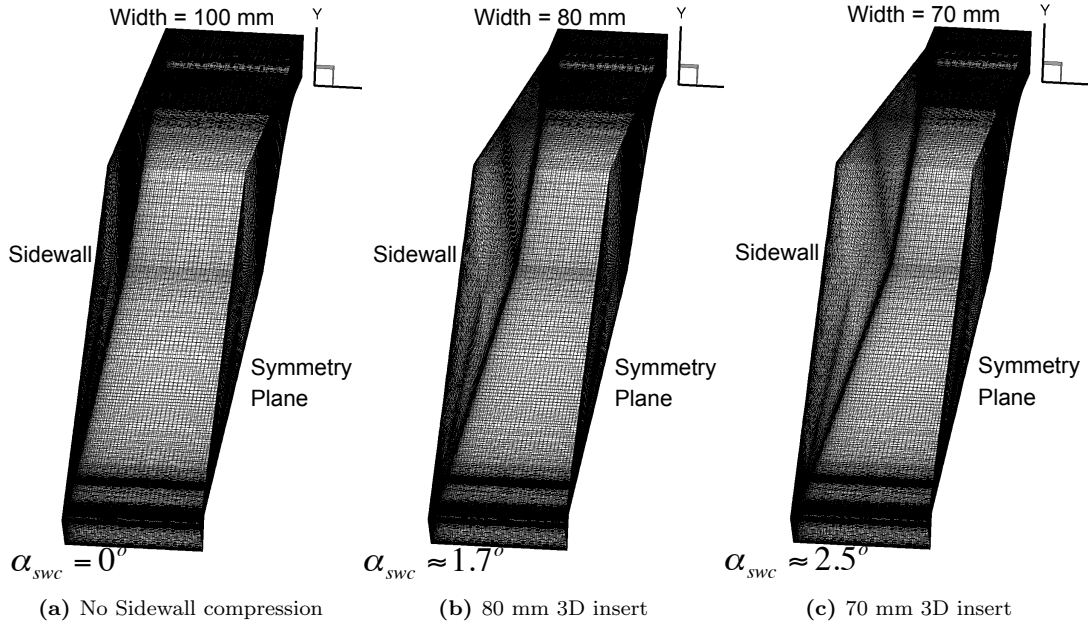 Width = 100 mm
Y
Sidewall
Symmetry
Plane
α_swc = 0°
(a) No Sidewall compression
Width = 80 mm
Y
Sidewall
Symmetry
Plane
α_swc ≈ 1.7°
(b) 80 mm 3D insert
Width = 70 mm
Y
Sidewall
Symmetry
Plane
α_swc ≈ 2.5°
(c) 70 mm 3D insert